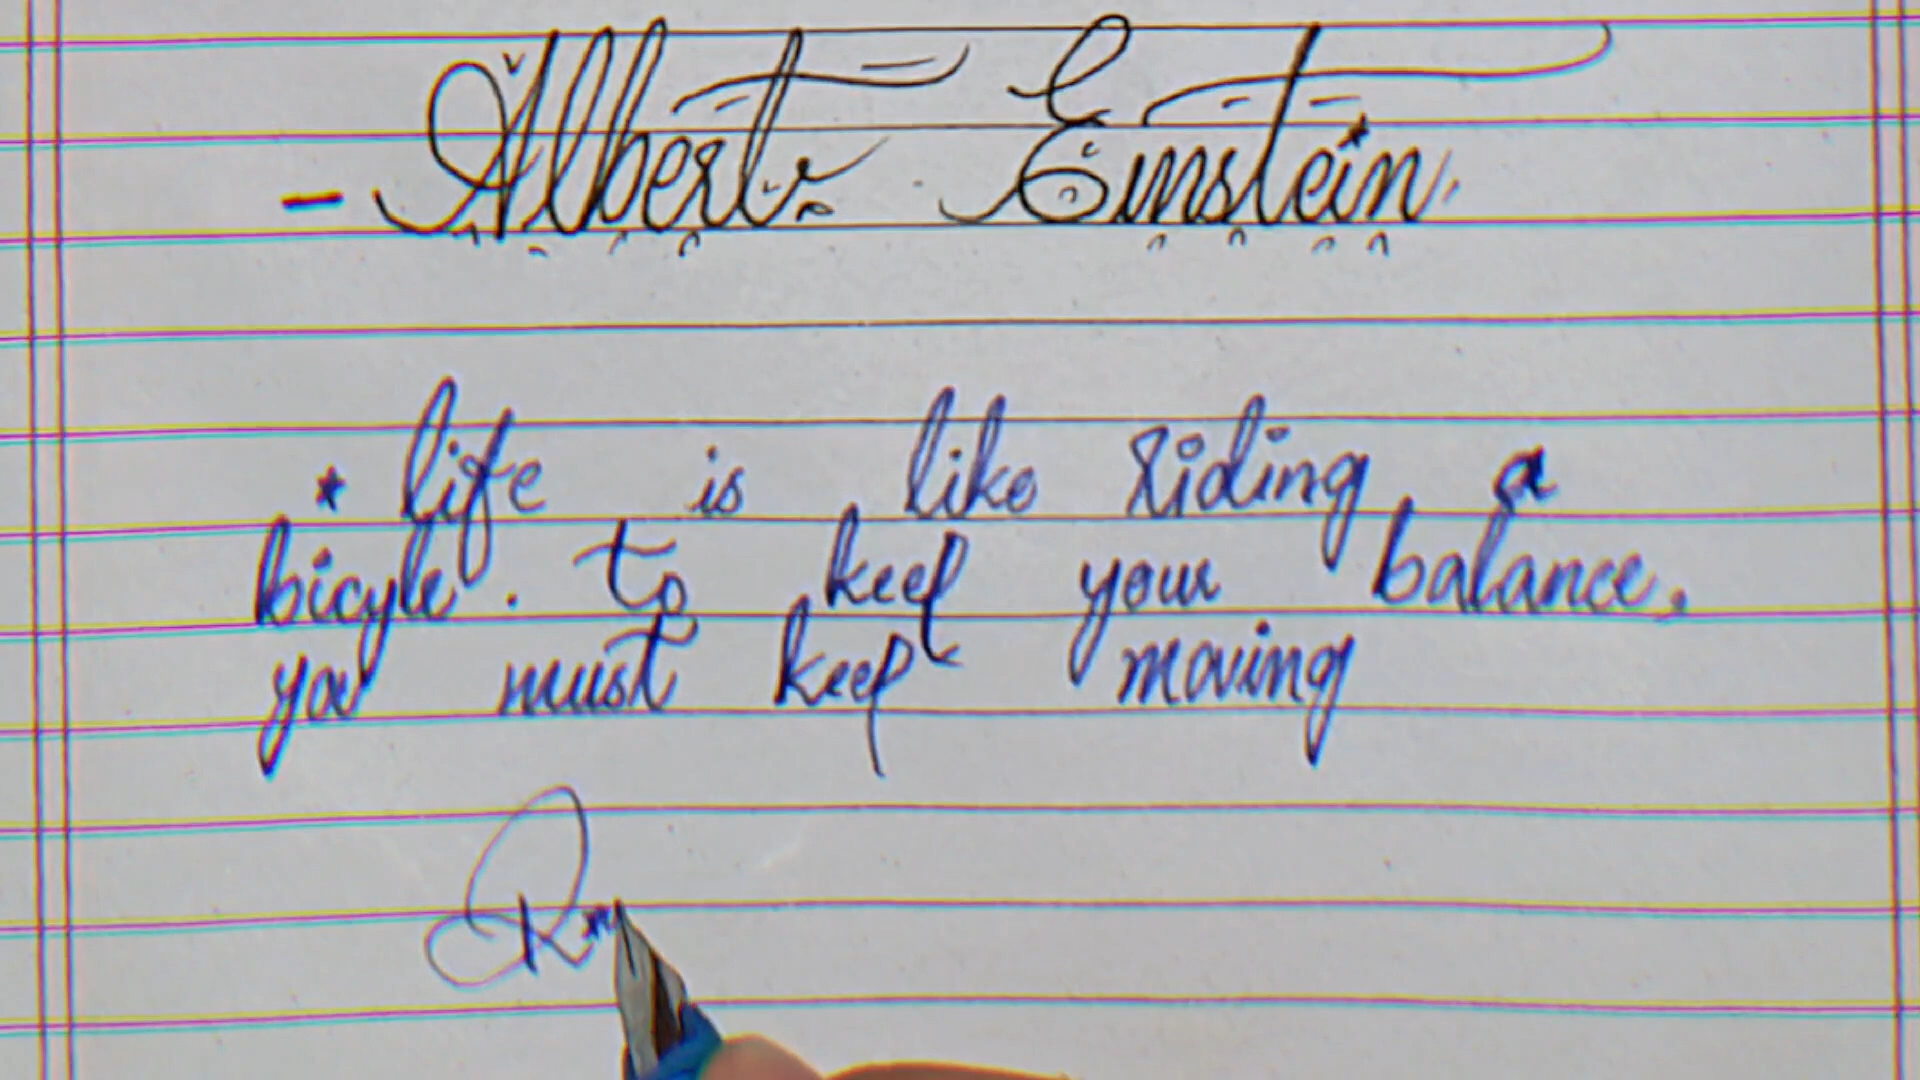 - Albert Einstein
* life is like riding a
bicyle. to keep your balance.
you must keep moving